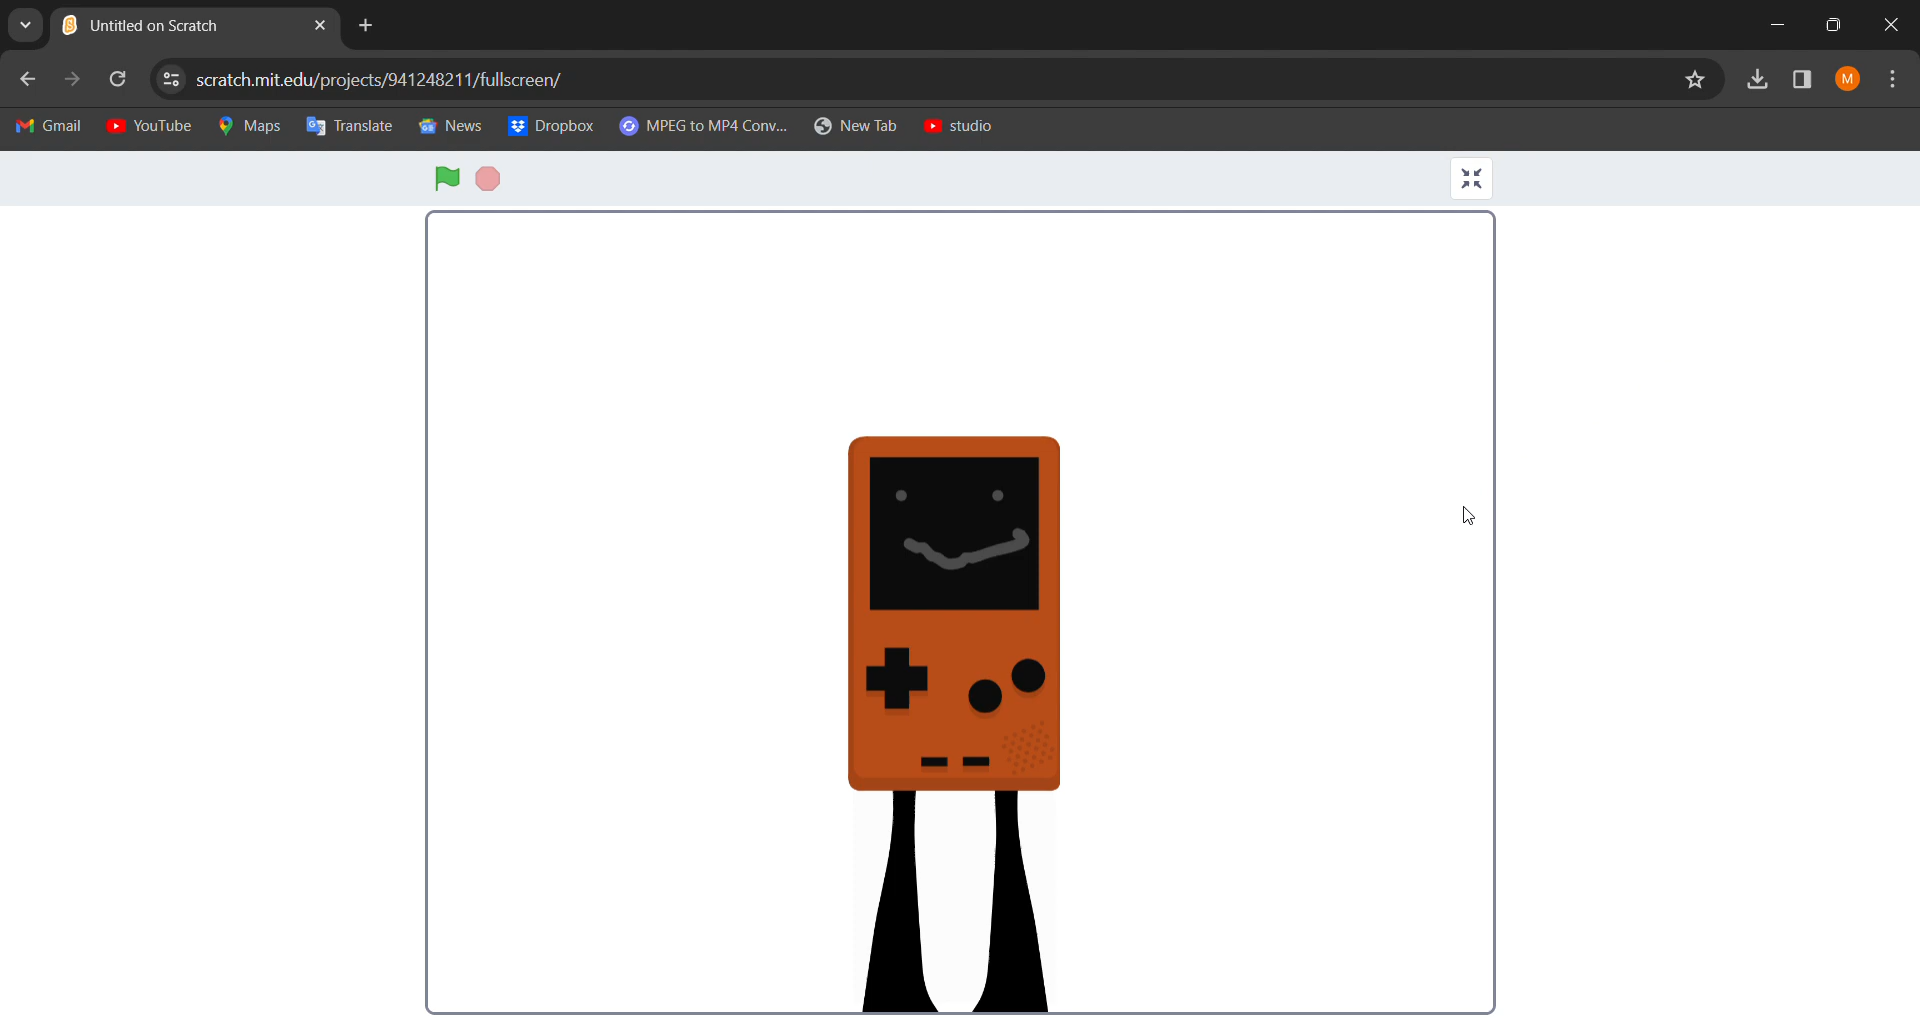 Untitled on Scratch
scratch.mit.edu/projects/941248211/fullscreen/
M
Gmail YouTube Maps Translate News Dropbox MPEG to MP4 Conv... New Tab studio